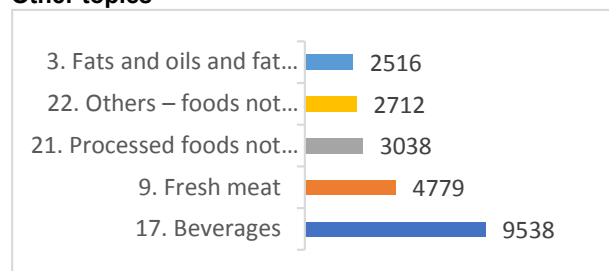 Other topics
3. Fats and oils and fat... 2516
22. Others – foods not... 2712
21. Processed foods not... 3038
9. Fresh meat 4779
17. Beverages 9538